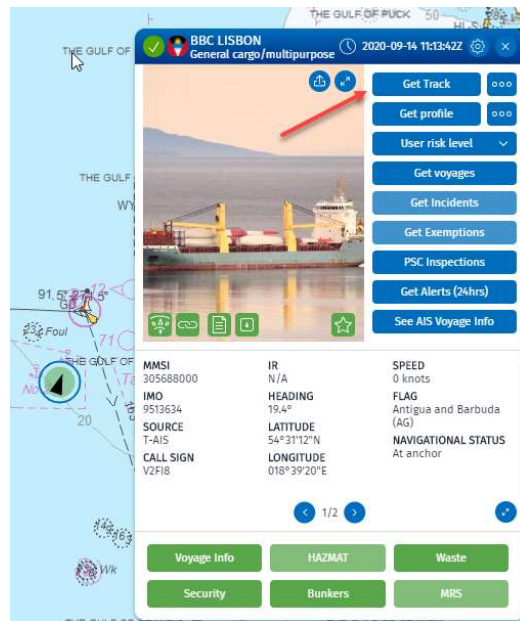 THE GULF OF PUCK
50
THE GULF OF
BBC LISBON
General cargo/multipurpose
2020-09-14 11:13:42Z
Get Track
Get profile
User risk level
Get voyages
Get Incidents
Get Exemptions
PSC Inspections
Get Alerts (24hrs)
See AIS Voyage Info
THE GULF
WY
Foul
THE GULF OF
20
MMSI
305688000
IR
N/A
SPEED
0 knots
IMO
9513634
HEADING
19.4°
FLAG
Antigua and Barbuda
(AG)
SOURCE
T-AIS
LATITUDE
54°31'12"N
NAVIGATIONAL STATUS
At anchor
CALL SIGN
V2FI8
LONGITUDE
018°39'20"E
1/2
Wk
Voyage Info
HAZMAT
Waste
Security
Bunkers
MRS